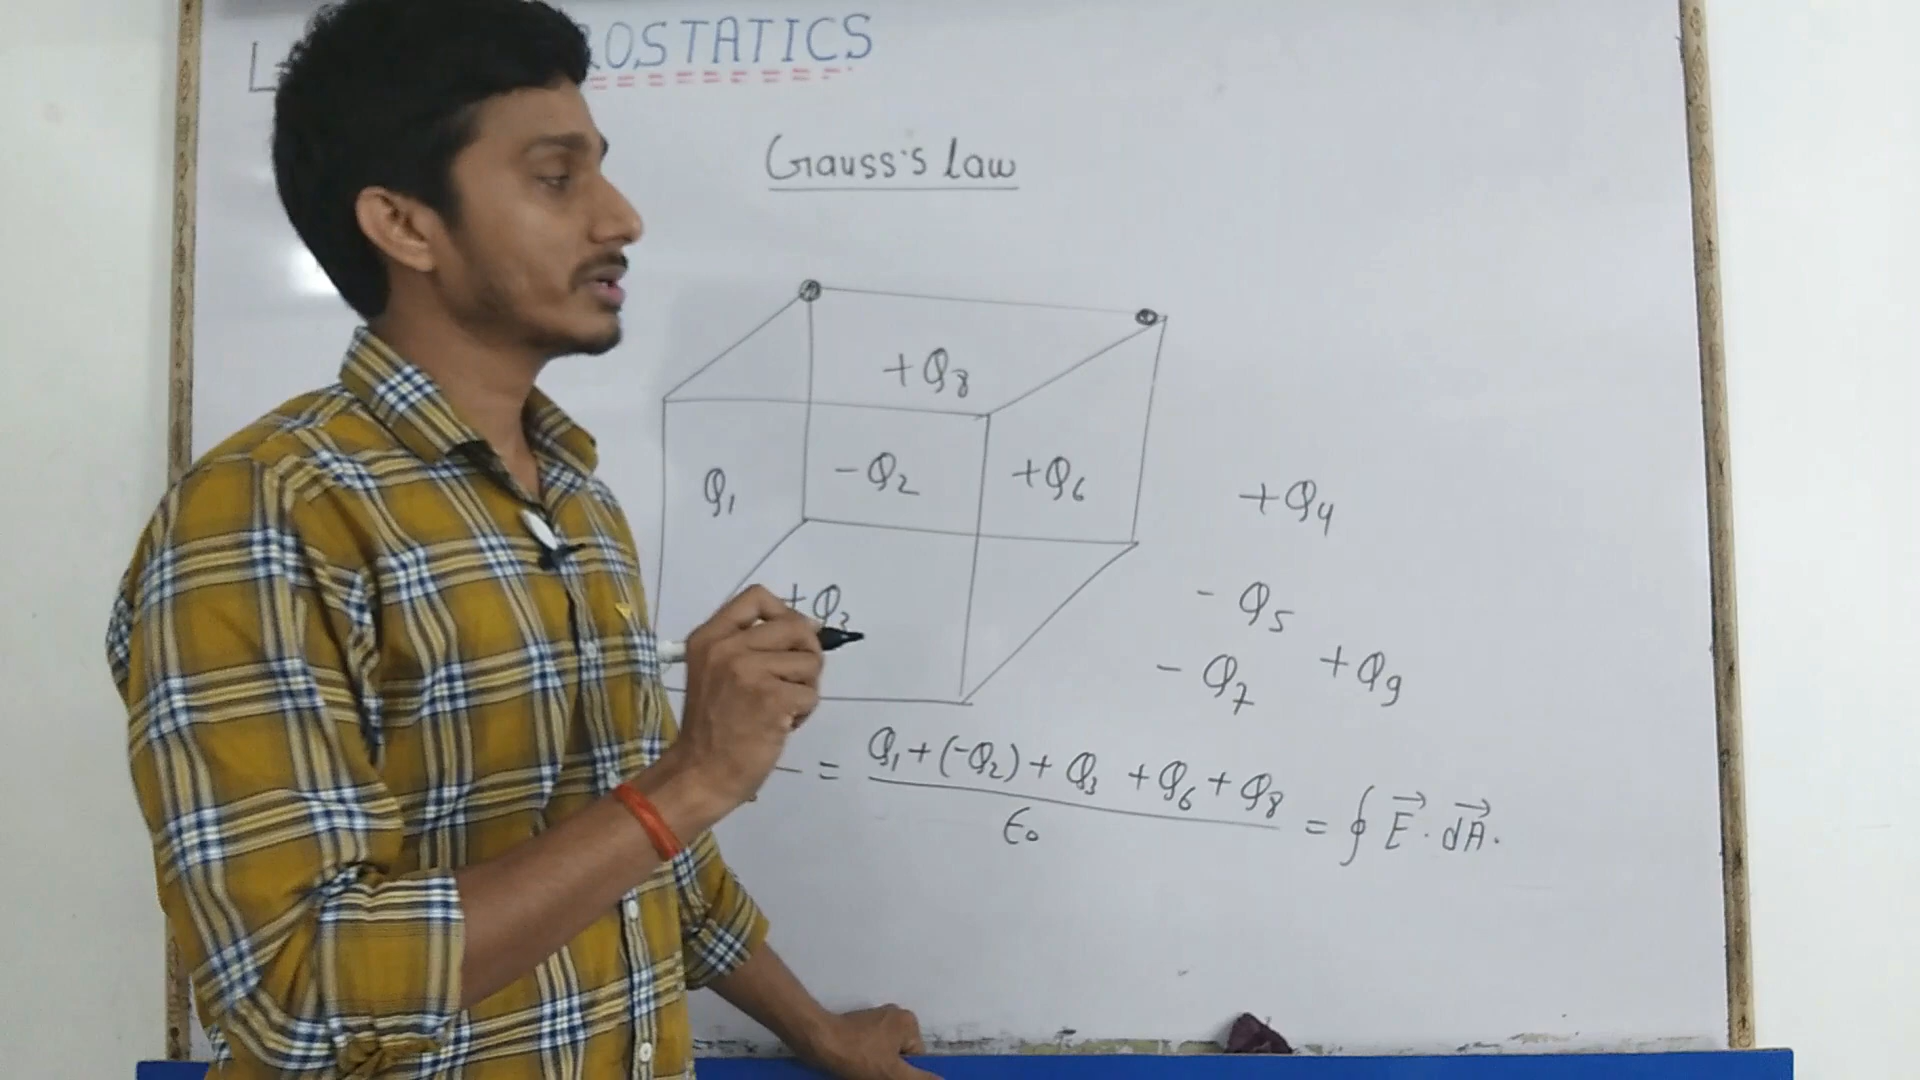 ROSTATICS
Gauss's law
+Q8
Q1 -Q2 +Q6
+Q4
+Q3
- Q5
- Q7 +Q9
= Q1+(-Q2)+ Q3 +Q6+ Q8 / ϵ0 = ∮ E⃗ . dA⃗.